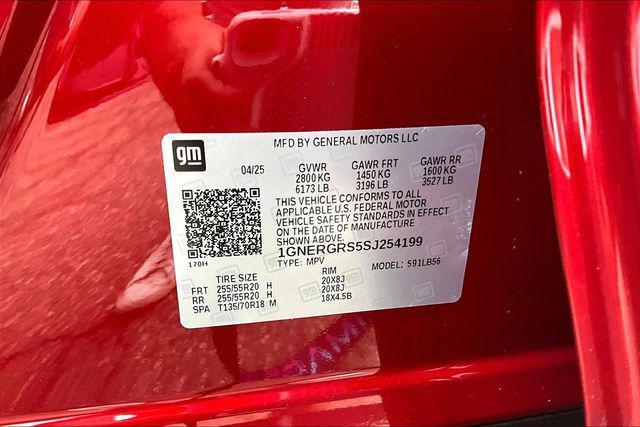 MFD BY GENERAL MOTORS LLC
gm
04/25
GVWR GAWR FRT GAWR RR
2800 KG 1450 KG 1600 KG
6173 LB 3196 LB 3527 LB
THIS VEHICLE CONFORMS TO ALL
APPLICABLE U.S. FEDERAL MOTOR
VEHICLE SAFETY STANDARDS IN EFFECT
ON THE DATE OF MANUFACTURE
SHOWN ABOVE.
1GNERGRS5SJ254199
170H
TYPE: MPV MODEL: 591LB56
TIRE SIZE RIM
FRT 255/55R20 H 20X8J
RR 255/55R20 H 20X8J
SPA T135/70R18 M 18X4.5B